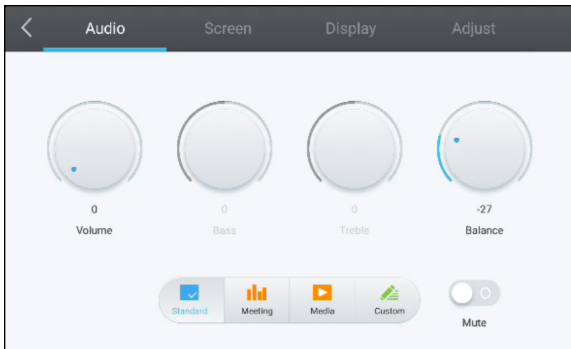 Audio Screen Display Adjust
0 0 0 -27
Volume Bass Treble Balance
Standard Meeting Media Custom
Mute